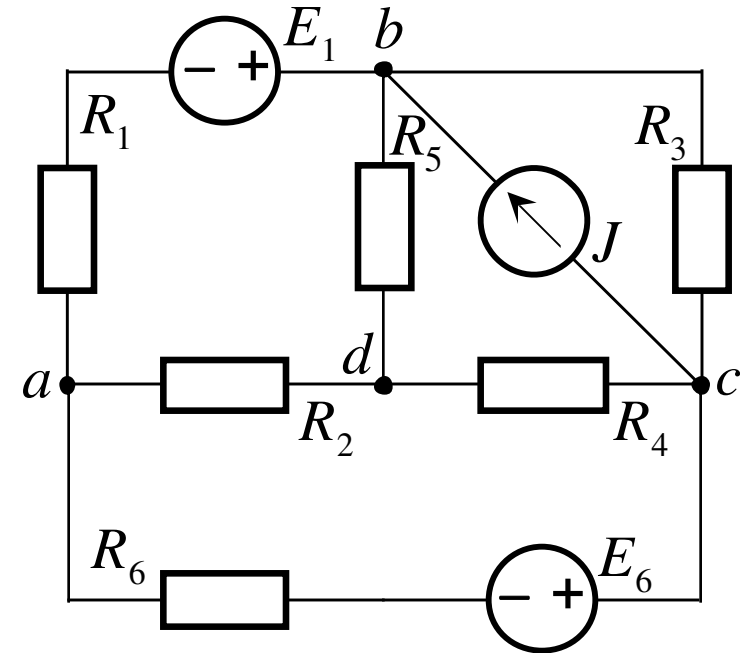 E₁ b
− +
R₁ R₅ R₃
J
a d c
R₂ R₄
R₆ E₆
− +